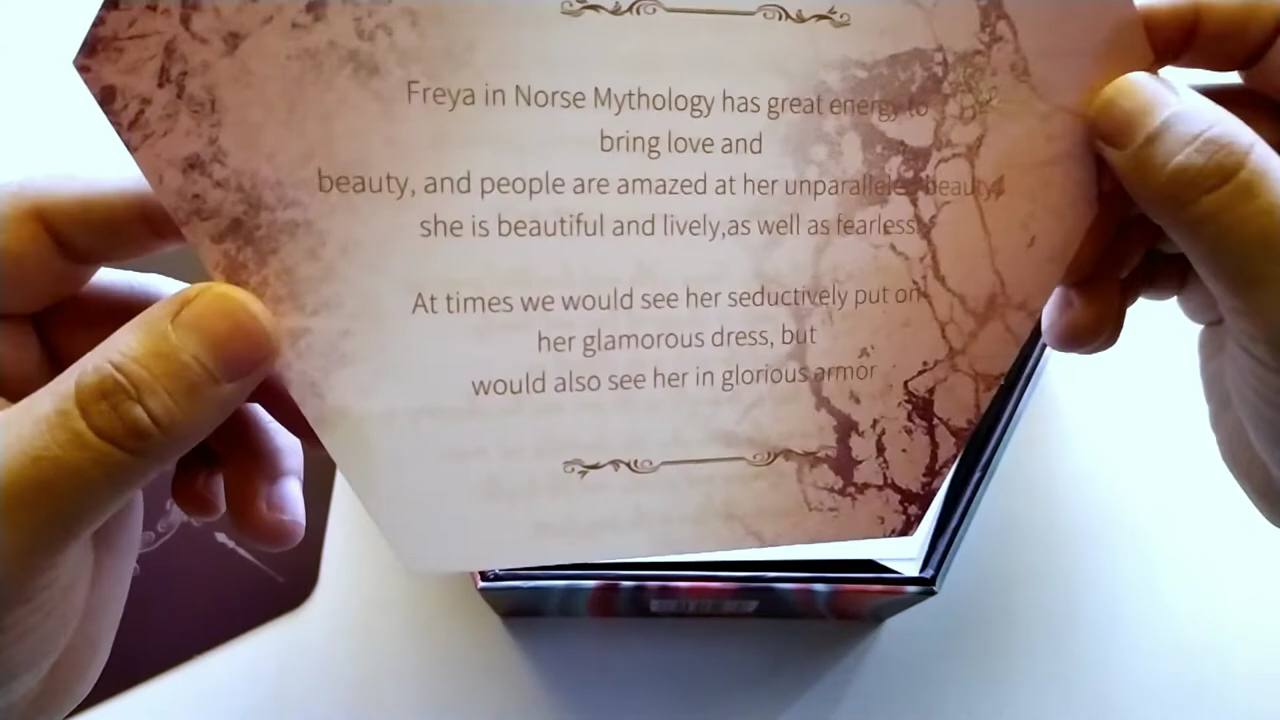 Freya in Norse Mythology has great energy to
bring love and
beauty, and people are amazed at her unparalleled beauty,
she is beautiful and lively,as well as fearless
At times we would see her seductively put on
her glamorous dress, but
would also see her in glorious armor